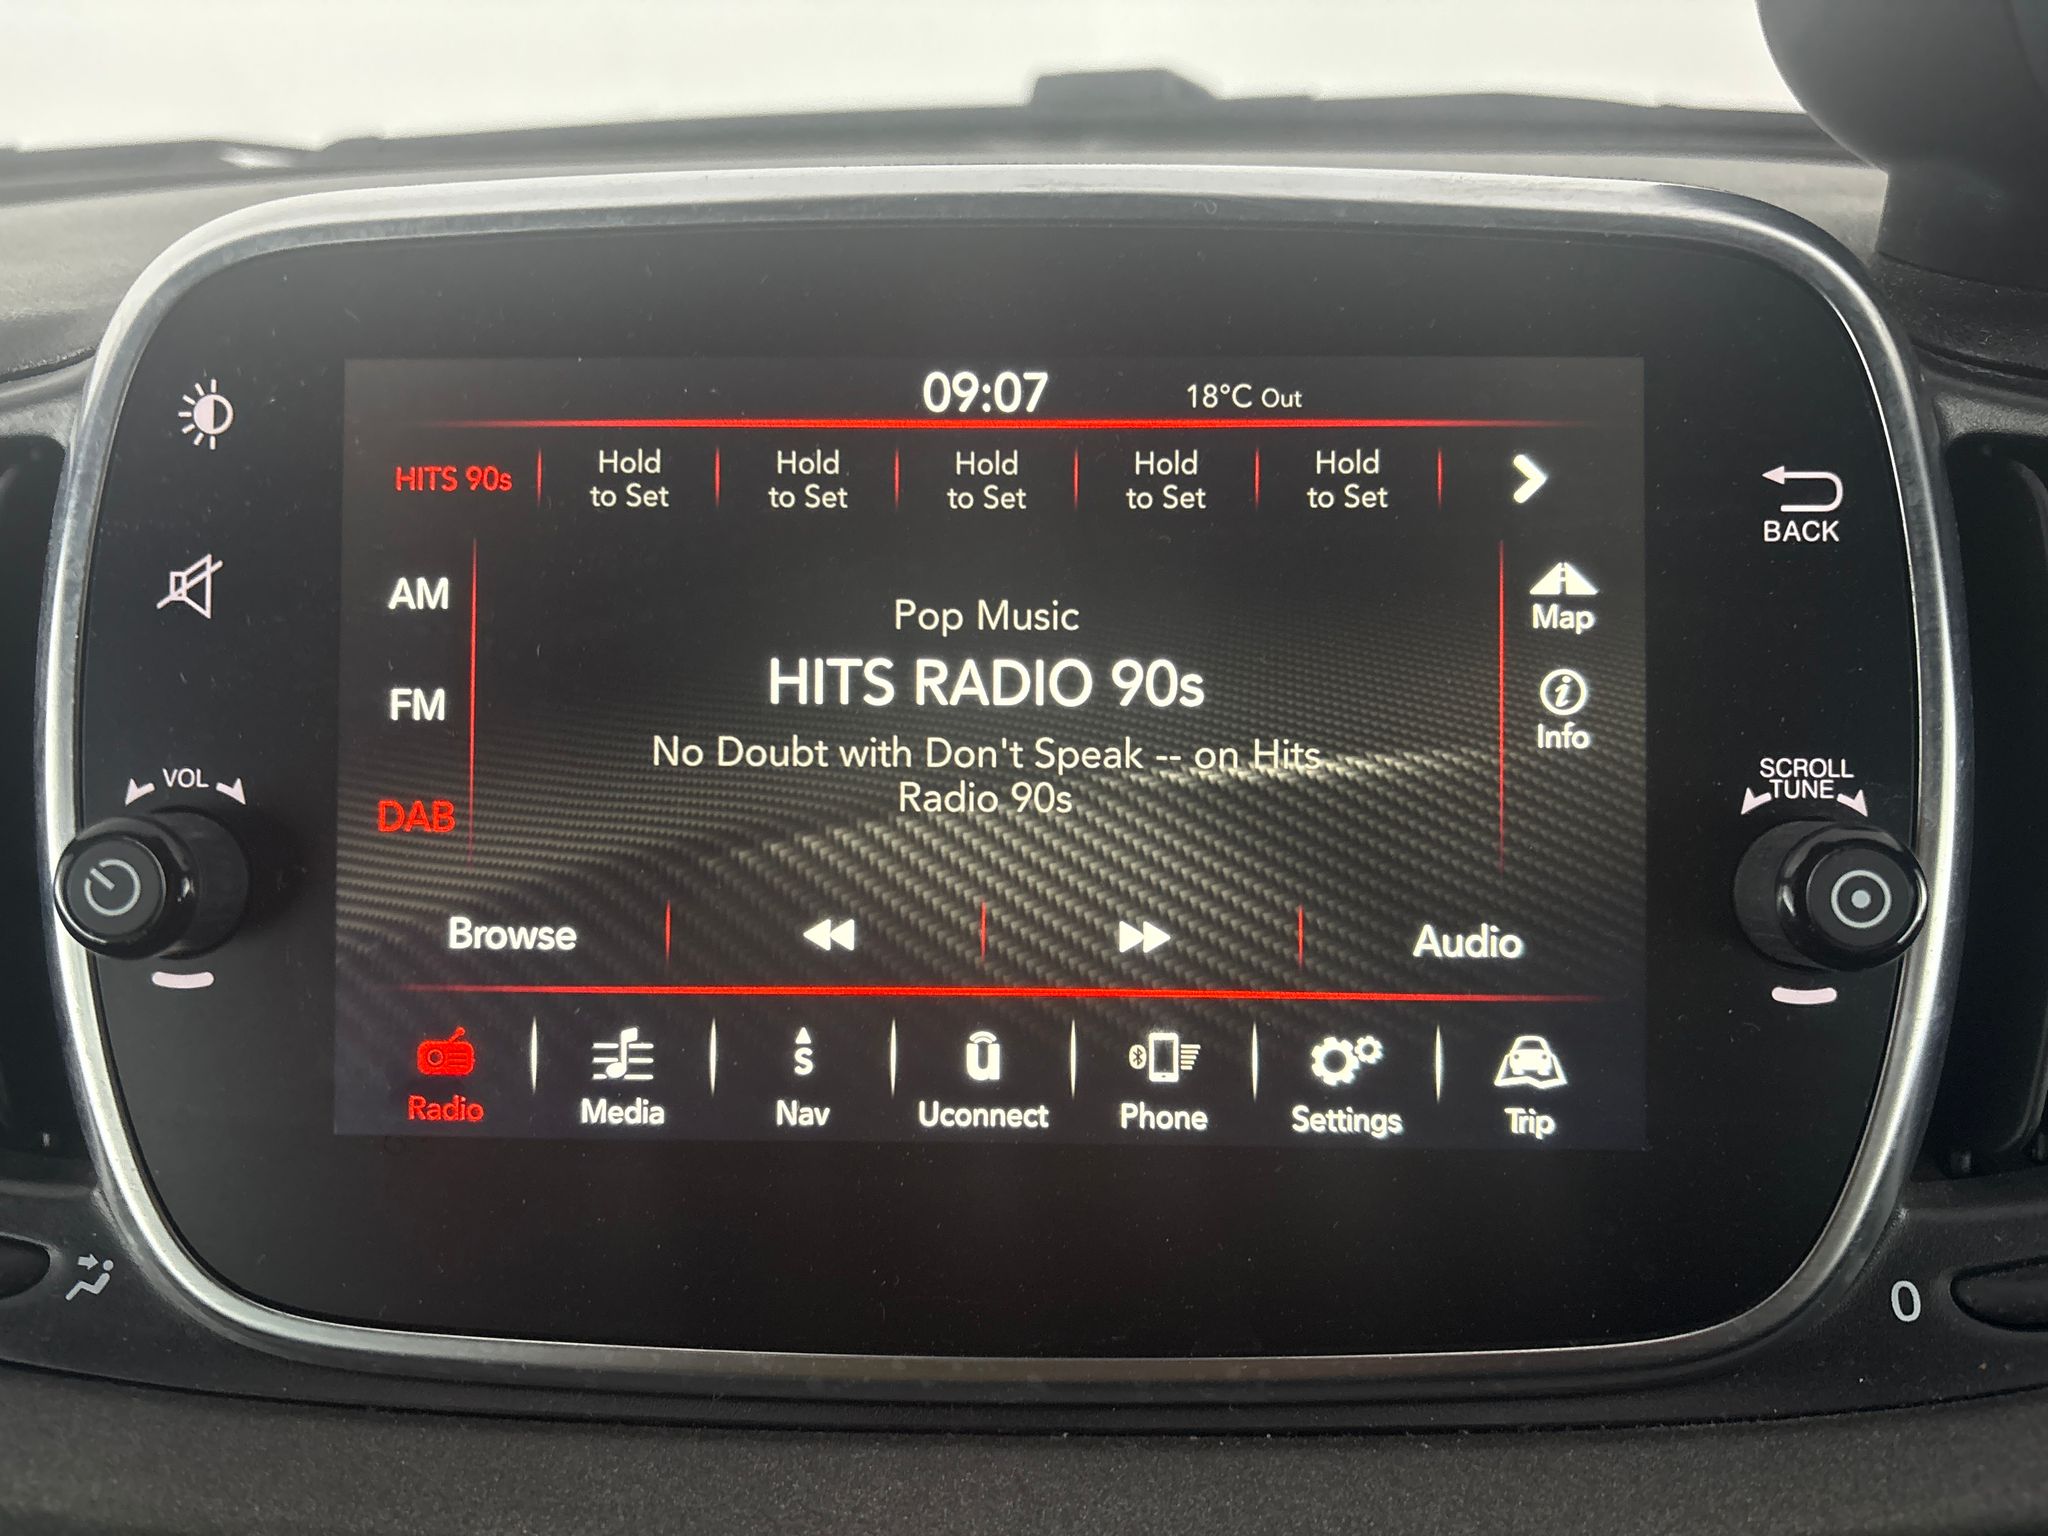 09:07
18°C Out
HITS 90s
Hold to Set
Hold to Set
Hold to Set
Hold to Set
Hold to Set
BACK
AM
Pop Music
Map
FM
HITS RADIO 90s
Info
No Doubt with Don't Speak -- on Hits
Radio 90s
VOL
SCROLL
TUNE
DAB
Browse
Audio
S
u
Radio
Media
Nav
Uconnect
Phone
Settings
Trip
0